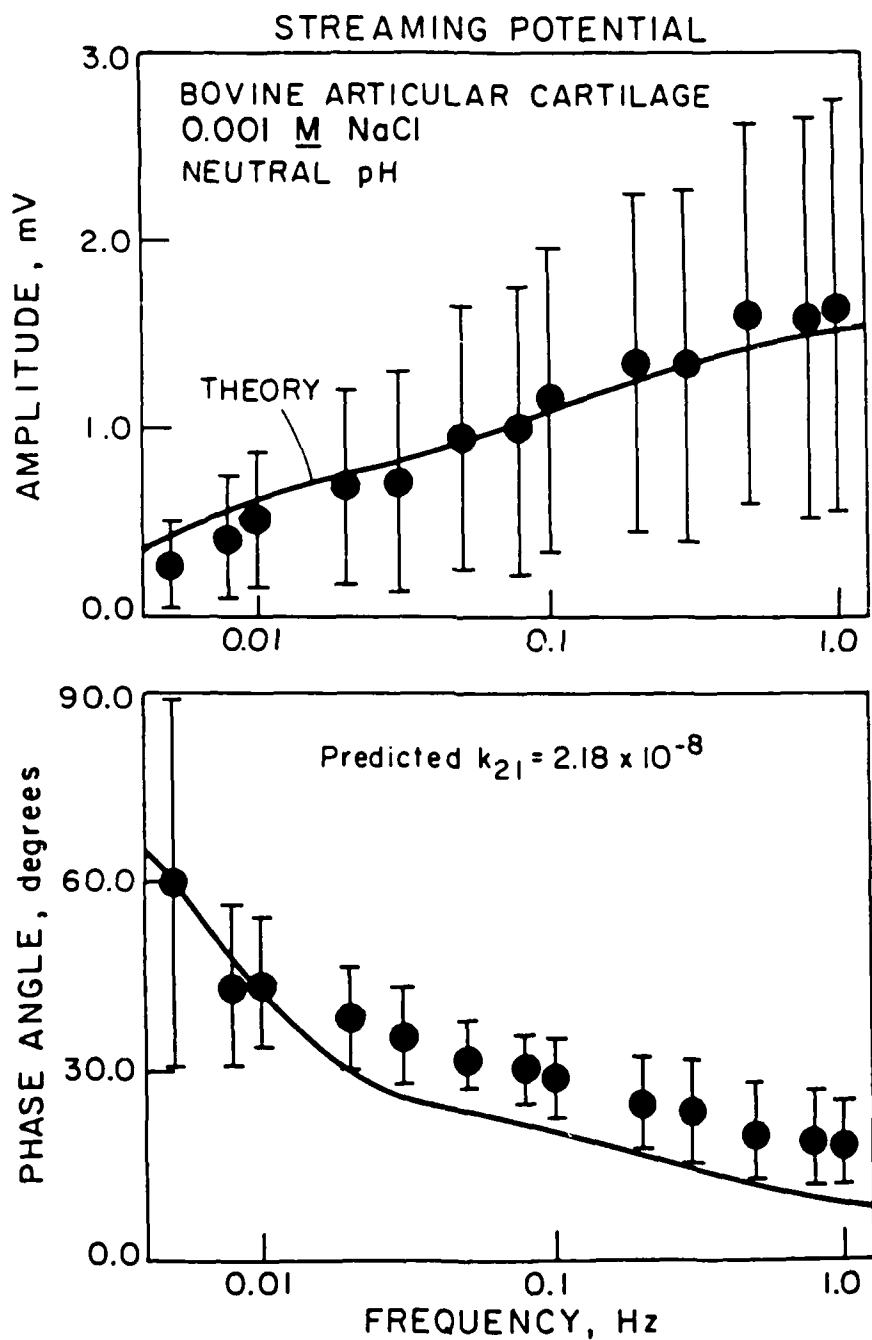 STREAMING POTENTIAL
3.0
BOVINE ARTICULAR CARTILAGE
0.001 M NaCl
NEUTRAL pH
2.0
AMPLITUDE, mV
THEORY
1.0
0.0
0.01 0.1 1.0
90.0
Predicted k₂₁ = 2.18 x 10⁻⁸
60.0
PHASE ANGLE, degrees
30.0
0.0
0.01 0.1 1.0
FREQUENCY, Hz